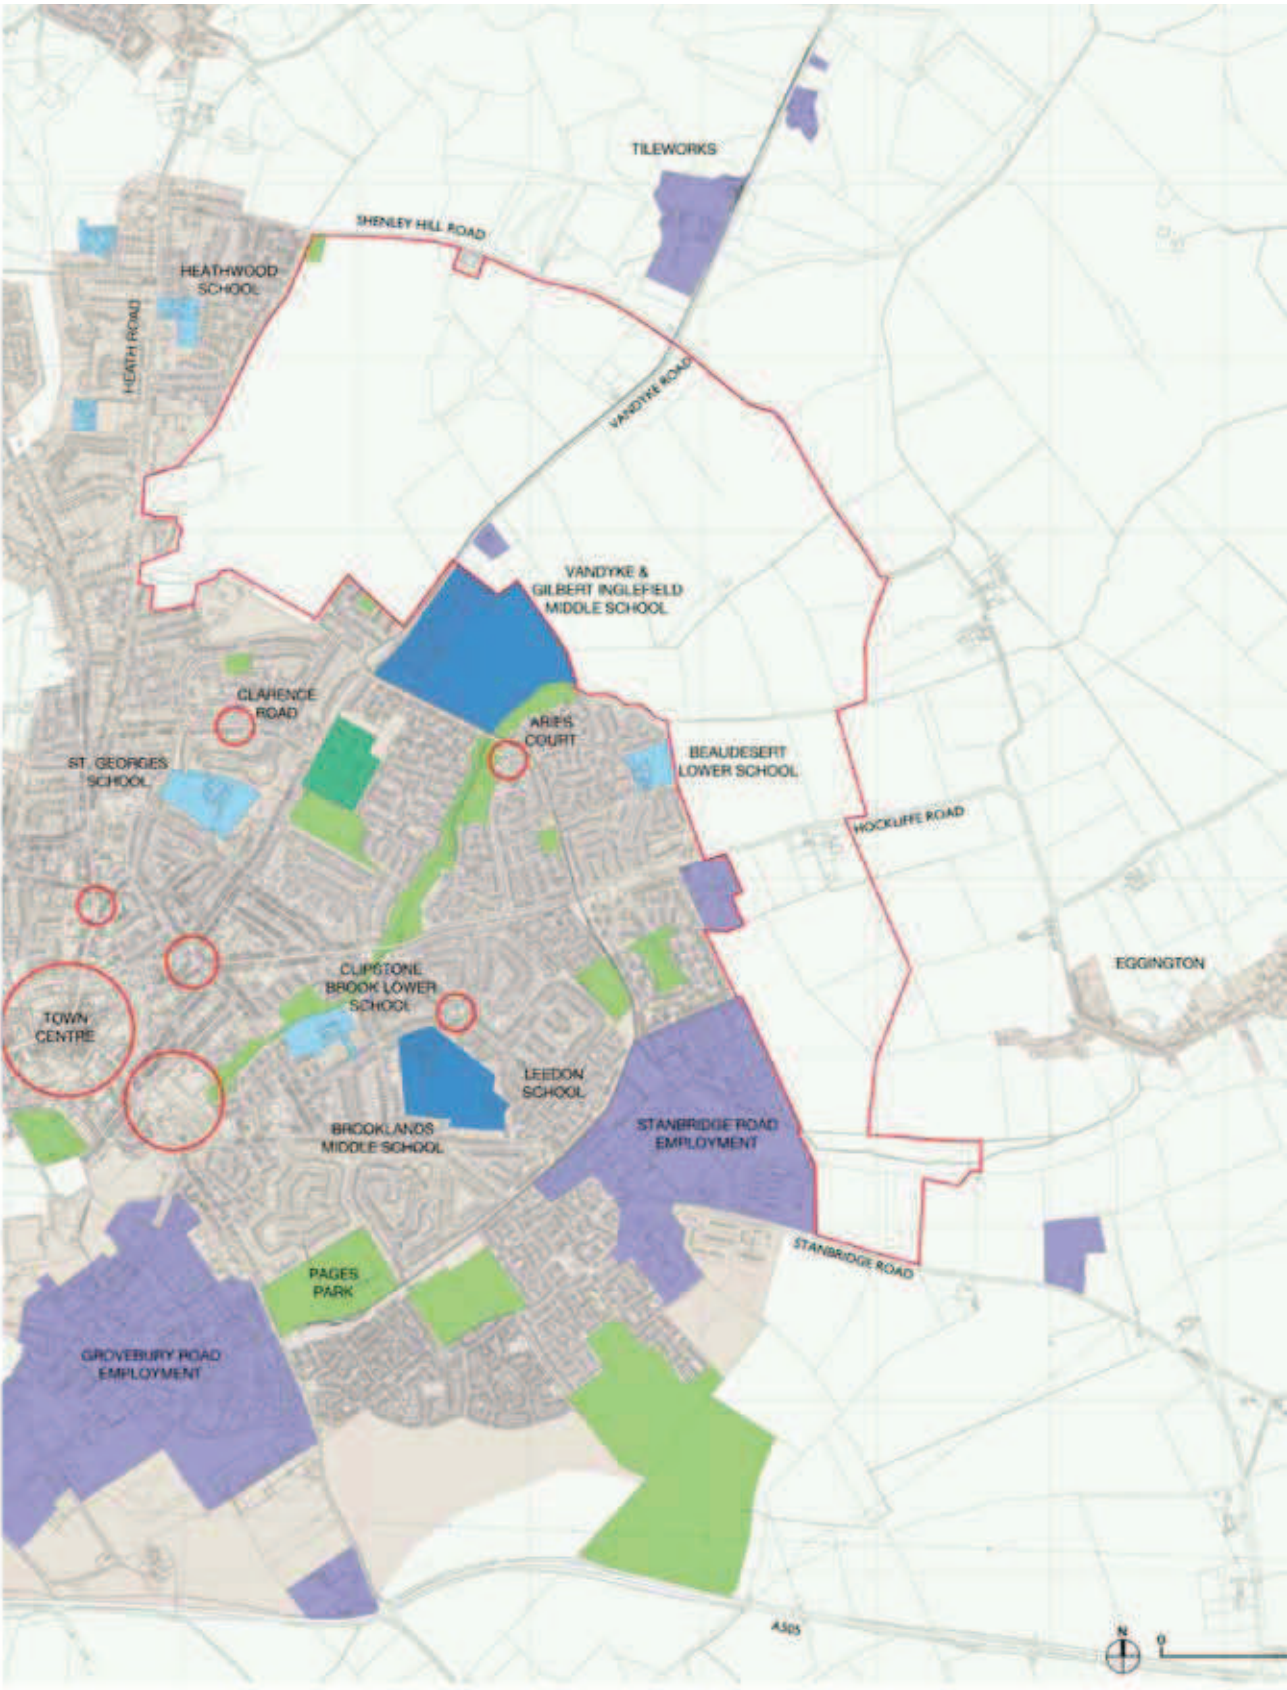 TILEWORKS
SHENLEY HILL ROAD
HEATHWOOD
SCHOOL
HEATH ROAD
VANDYKE ROAD
VANDYKE &
GILBERT INGLEFIELD
MIDDLE SCHOOL
CLARENCE
ROAD
ARIES
COURT
ST. GEORGES
SCHOOL
BEAUDESERT
LOWER SCHOOL
HOCKLIFFE ROAD
EGGINGTON
CLIPSTONE
BROOK LOWER
SCHOOL
TOWN
CENTRE
LEEDON
SCHOOL
BROOKLANDS
MIDDLE SCHOOL
STANBRIDGE ROAD
EMPLOYMENT
STANBRIDGE ROAD
PAGES
PARK
GROVEBURY ROAD
EMPLOYMENT
A505
N
0